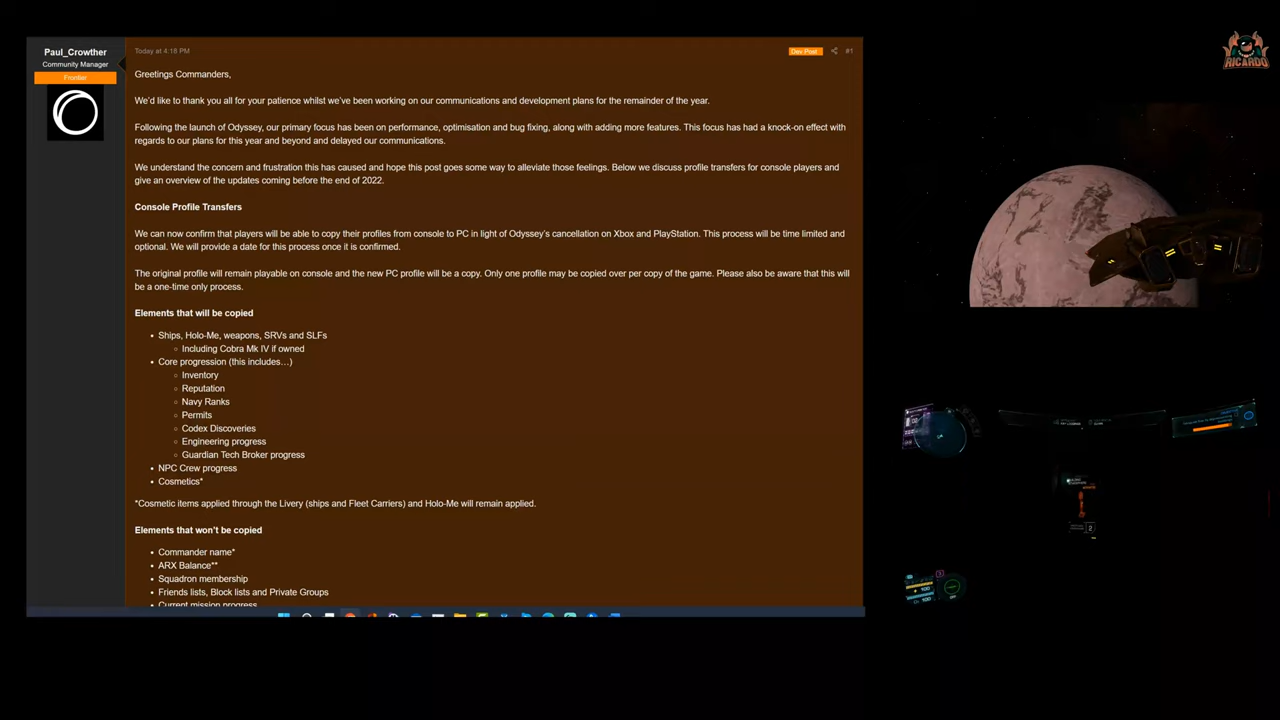 Paul_Crowther
Community Manager
Frontier
Today at 4:18 PM
Dev Post
#1
RICARDO
Greetings Commanders,
We'd like to thank you all for your patience whilst we've been working on our communications and development plans for the remainder of the year.
Following the launch of Odyssey, our primary focus has been on performance, optimisation and bug fixing, along with adding more features. This focus has had a knock-on effect with
regards to our plans for this year and beyond and delayed our communications.
We understand the concern and frustration this has caused and hope this post goes some way to alleviate those feelings. Below we discuss profile transfers for console players and
give an overview of the updates coming before the end of 2022.
Console Profile Transfers
We can now confirm that players will be able to copy their profiles from console to PC in light of Odyssey's cancellation on Xbox and PlayStation. This process will be time limited and
optional. We will provide a date for this process once it is confirmed.
The original profile will remain playable on console and the new PC profile will be a copy. Only one profile may be copied over per copy of the game. Please also be aware that this will
be a one-time only process.
Elements that will be copied
• Ships, Holo-Me, weapons, SRVs and SLFs
○ Including Cobra Mk IV if owned
• Core progression (this includes…)
○ Inventory
○ Reputation
○ Navy Ranks
○ Permits
○ Codex Discoveries
○ Engineering progress
○ Guardian Tech Broker progress
• NPC Crew progress
• Cosmetics*
*Cosmetic items applied through the Livery (ships and Fleet Carriers) and Holo-Me will remain applied.
Elements that won't be copied
• Commander name*
• ARX Balance**
• Squadron membership
• Friends lists, Block lists and Private Groups
• Current mission progress